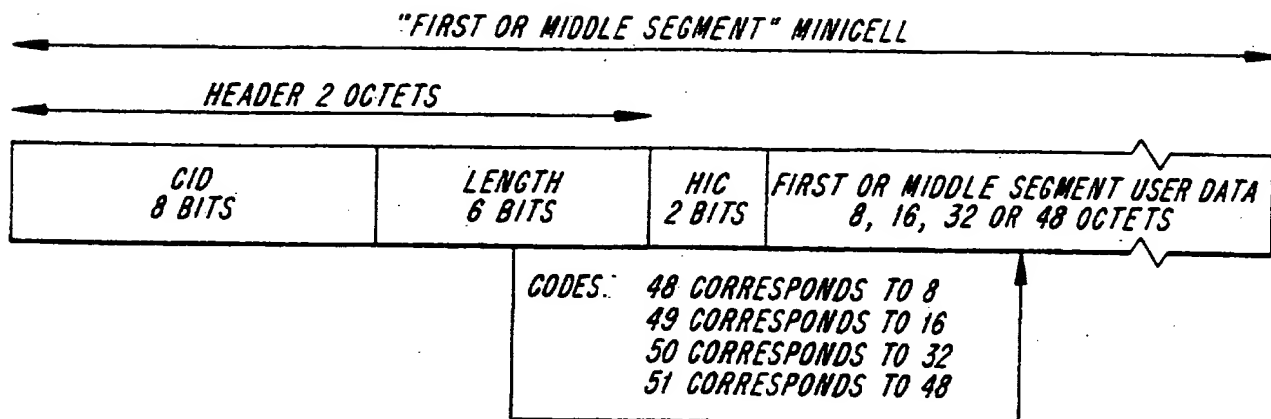 "FIRST OR MIDDLE SEGMENT" MINICELL
HEADER 2 OCTETS
CID
8 BITS
LENGTH
6 BITS
HIC
2 BITS
FIRST OR MIDDLE SEGMENT USER DATA
8, 16, 32 OR 48 OCTETS
CODES: 48 CORRESPONDS TO 8
49 CORRESPONDS TO 16
50 CORRESPONDS TO 32
51 CORRESPONDS TO 48